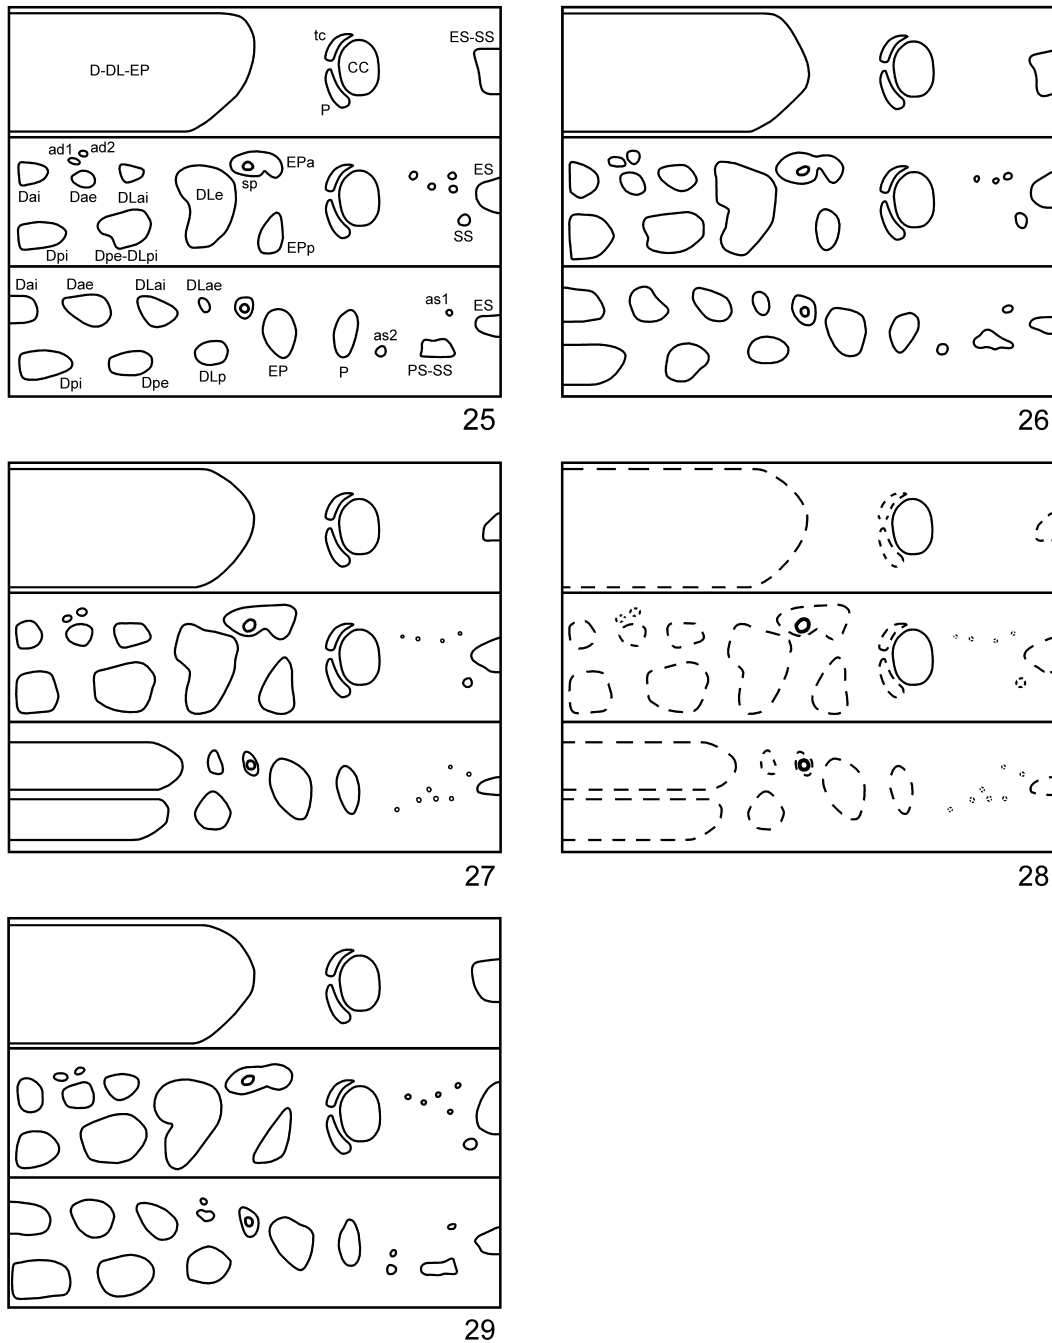 tc ES-SS
D-DL-EP CC
P
ad1 ad2
EPa ES
sp
Dai Dae DLai DLe
SS
EPp
Dpi Dpe-DLpi
Dai Dae DLai DLae as1 ES
as2
Dpi Dpe DLp EP P PS-SS
25
26
27
28
29